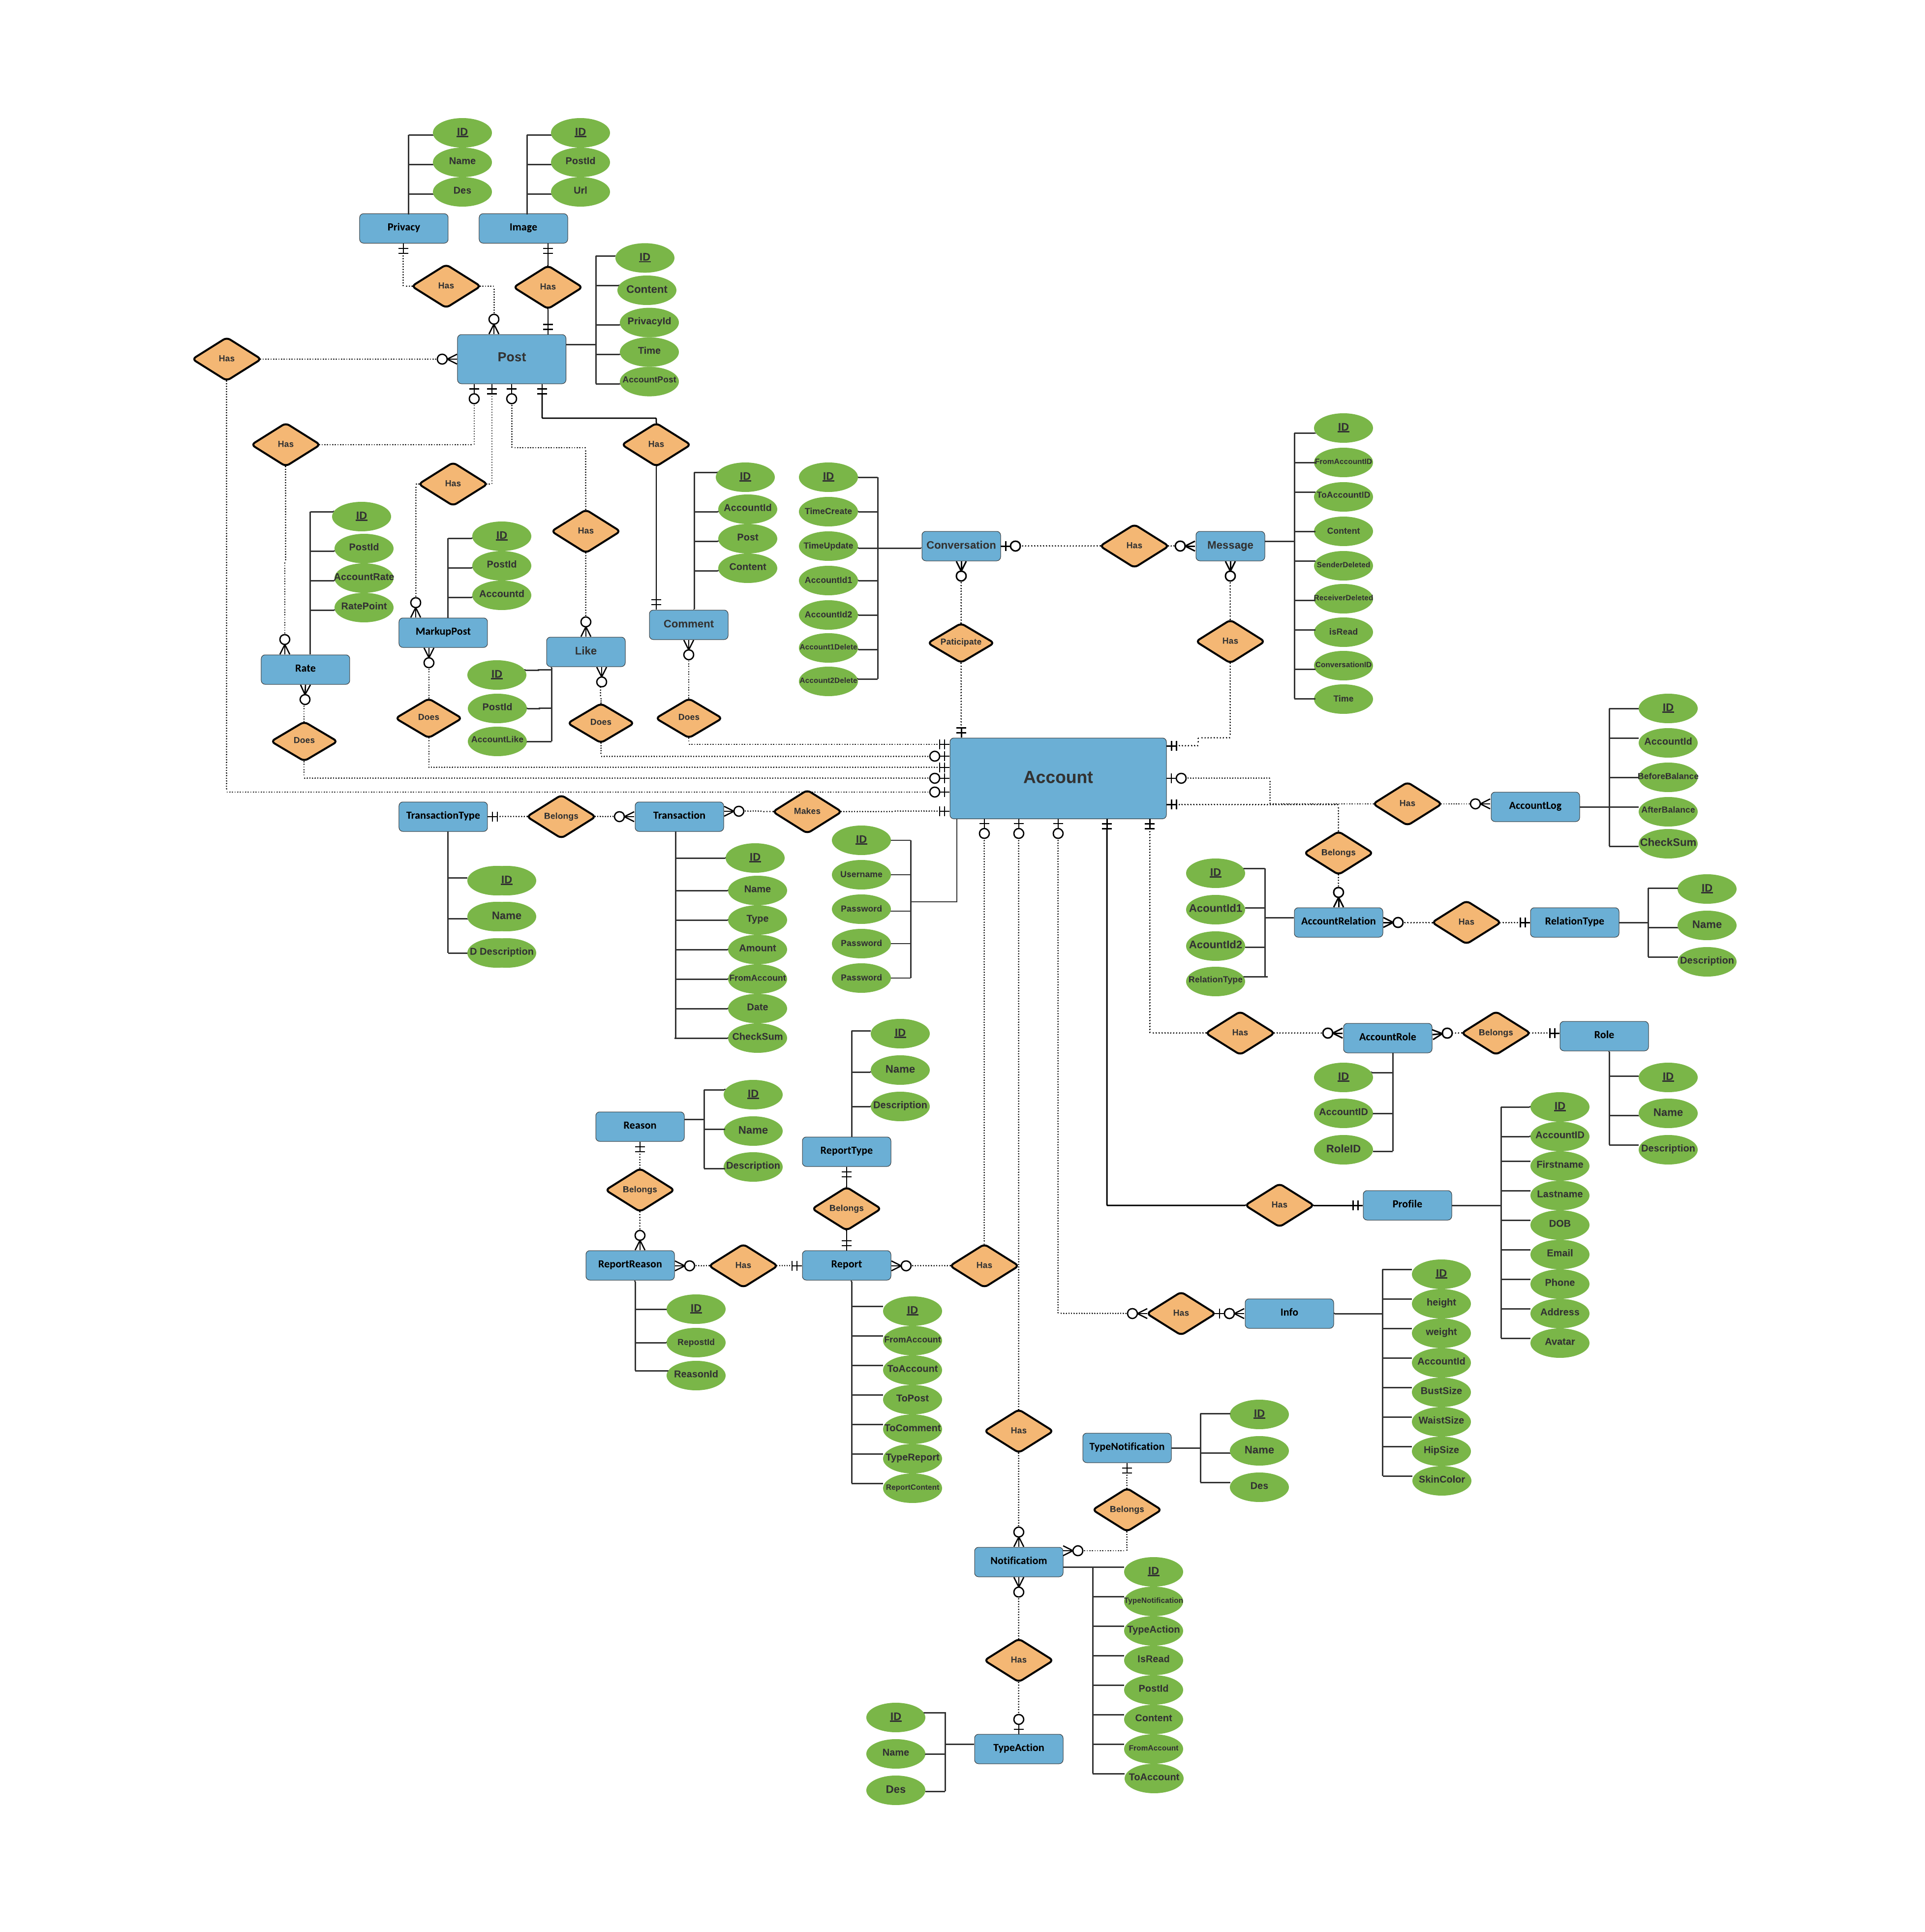 ID
Name
Des
Privacy
ID
PostId
Url
Image
Has
Has
ID
Content
PrivacyId
Time
AccountPost
Post
Has
Has
Has
Has
Has
ID
PostId
AccountRate
RatePoint
Rate
Does
ID
PostId
Accountd
MarkupPost
Does
ID
PostId
AccountLike
Like
Does
ID
AccountId
Post
Content
Comment
Does
ID
TimeCreate
TimeUpdate
AccountId1
AccountId2
Account1Delete
Account2Delete
Conversation
Has
Message
Paticipate
Has
ID
FromAccountID
ToAccountID
Content
SenderDeleted
ReceiverDeleted
isRead
ConversationID
Time
Account
TransactionType
Belongs
Transaction
Makes
ID
Name
D Description
ID
Name
Type
Amount
FromAccount
Date
CheckSum
ID
Username
Password
Password
Password
Has
AccountLog
ID
AccountId
BeforeBalance
AfterBalance
CheckSum
Belongs
ID
AcountId1
AcountId2
RelationType
AccountRelation
Has
RelationType
ID
Name
Description
Has
AccountRole
Belongs
Role
ID
AccountID
RoleID
ID
Name
Description
Has
Profile
ID
AccountID
Firstname
Lastname
DOB
Email
Phone
Address
Avatar
ID
Name
Description
ReportType
Belongs
Reason
ID
Name
Description
Belongs
ReportReason
Has
Report
Has
ID
RepostId
ReasonId
ID
FromAccount
ToAccount
ToPost
ToComment
TypeReport
ReportContent
Has
Info
ID
height
weight
AccountId
BustSize
WaistSize
HipSize
SkinColor
Has
TypeNotification
ID
Name
Des
Belongs
Notificatiom
ID
TypeNotification
TypeAction
IsRead
PostId
Content
FromAccount
ToAccount
Has
TypeAction
ID
Name
Des